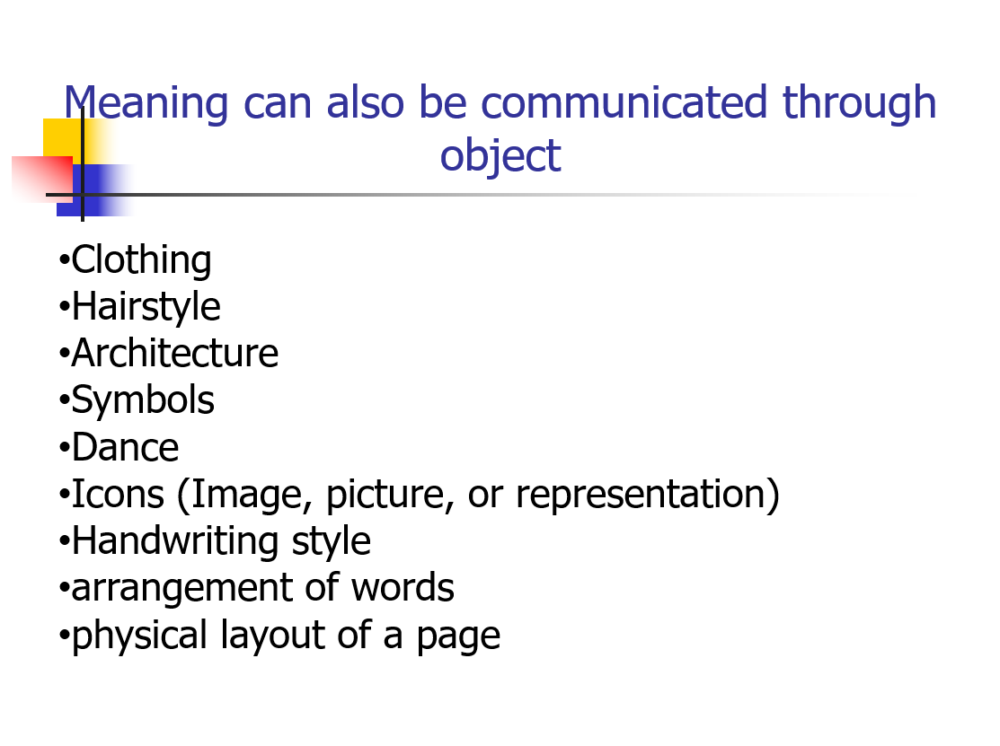 Meaning can also be communicated through
object
•Clothing
•Hairstyle
•Architecture
•Symbols
•Dance
•Icons (Image, picture, or representation)
•Handwriting style
•arrangement of words
•physical layout of a page